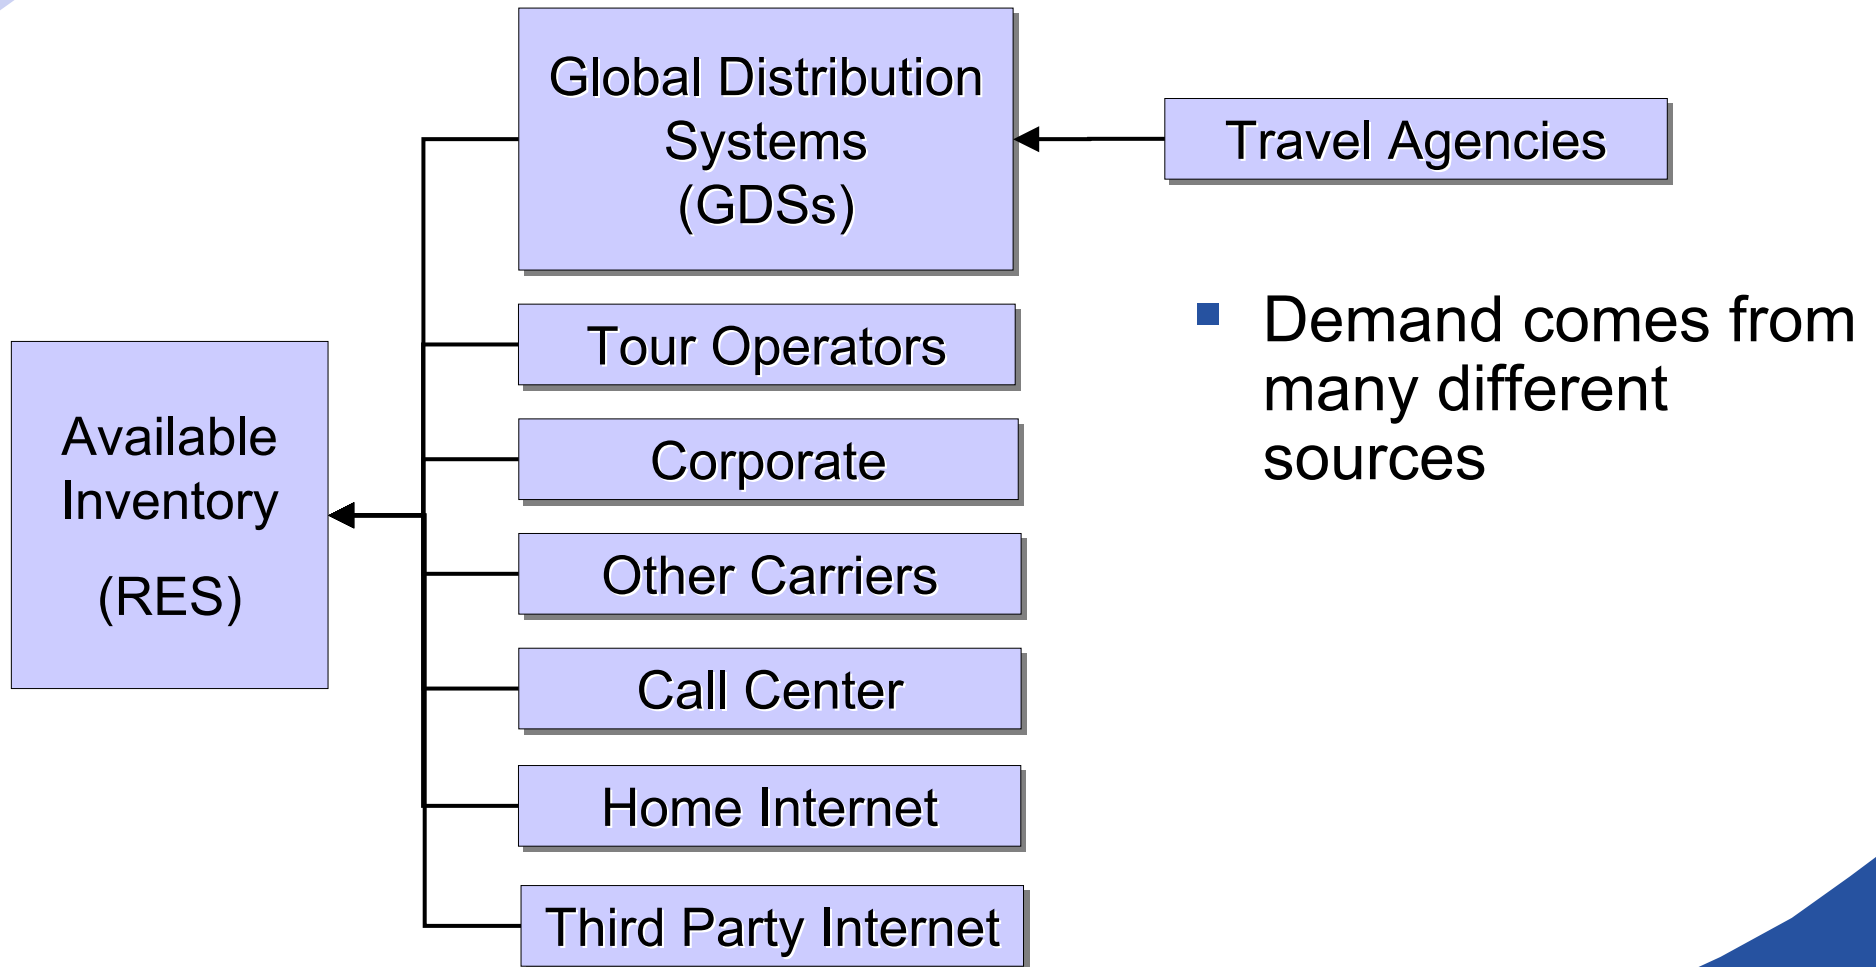 Global Distribution
Systems
(GDSs)
Travel Agencies
Demand comes from
many different
sources
Tour Operators
Corporate
Available
Inventory
(RES)
Other Carriers
Call Center
Home Internet
Third Party Internet